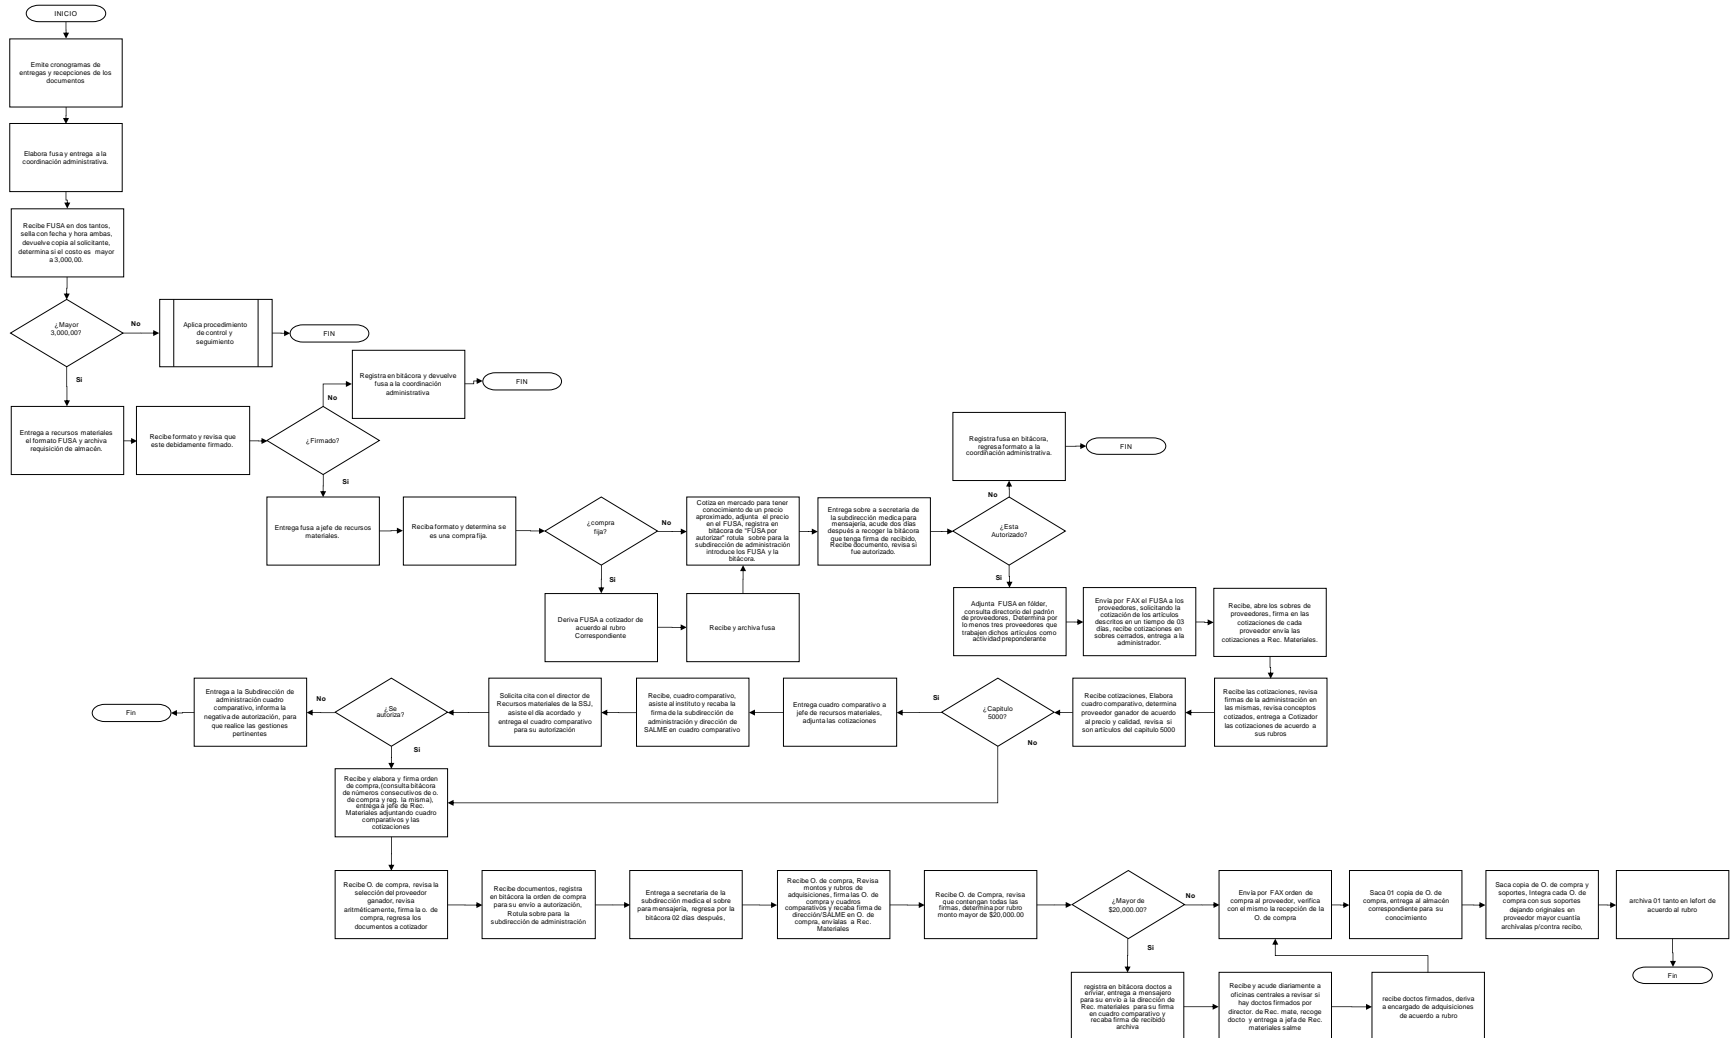 INICIO
Emite cronogramas de
entregas y recepciones de los
documentos
Elabora fusa y entrega a la
coordinación administrativa.
Recibe FUSA en dos tantos,
sella con fecha y hora ambas,
devuelve copia al solicitante,
determina si el costo es mayor
a 3,000,00.
¿Mayor
3,000,00?
No
Aplica procedimiento
de control y
seguimiento
FIN
Si
Registra en bitácora y devuelve
fusa a la coordinación
administrativa
FIN
No
Entrega a recursos materiales
el formato FUSA y archiva
requisición de almacén.
Recibe formato y revisa que
este debidamente firmado.
¿Firmado?
Si
Registra fusa en bitácora,
regresa formato a la
coordinación administrativa.
FIN
No
Entrega fusa a jefe de recursos
materiales.
Reciba formato y determina se
es una compra fija.
¿compra
fija?
No
Cotiza en mercado para tener
conocimiento de un precio
aproximado, adjunta el precio
en el FUSA, registra en
bitácora de "FUSA por
autorizar" rotula sobre para la
subdirección de administración
introduce los FUSA y la
bitácora.
Entrega sobre a secretaria de
la subdirección medica para
mensajería, acude dos días
después a recoger la bitácora
que tenga firma de recibido,
Recibe documento, revisa si
fue autorizado.
¿Esta
Autorizado?
Si
Si
Deriva FUSA a cotizador de
acuerdo al rubro
Correspondiente
Recibe y archiva fusa
Adjunta FUSA en fólder,
consulta directorio del padrón
de proveedores, Determina por
lo menos tres proveedores que
trabajen dichos artículos como
actividad preponderante
Envía por FAX el FUSA a los
proveedores, solicitando la
cotización de los artículos
descritos en un tiempo de 03
días, recibe cotizaciones en
sobres cerrados, entrega a la
administrador.
Recibe, abre los sobres de
proveedores, firma en las
cotizaciones de cada
proveedor envía las
cotizaciones a Rec. Materiales.
Fin
Entrega a la Subdirección de
administración cuadro
comparativo, informa la
negativa de autorización, para
que realice las gestiones
pertinentes
No
¿Se
autoriza?
Si
Solicita cita con el director de
Recursos materiales de la SSJ,
asiste el día acordado y
entrega el cuadro comparativo
para su autorización
Recibe, cuadro comparativo,
asiste al instituto y recaba la
firma de la subdirección de
administración y dirección de
SALME en cuadro comparativo
Entrega cuadro comparativo a
jefe de recursos materiales,
adjunta las cotizaciones
Si
¿Capitulo
5000?
No
Recibe cotizaciones, Elabora
cuadro comparativo, determina
proveedor ganador de acuerdo
al precio y calidad, revisa si
son artículos del capitulo 5000
Recibe las cotizaciones, revisa
firmas de la administración en
las mismas, revisa conceptos
cotizados, entrega a Cotizador
las cotizaciones de acuerdo a
sus rubros
Recibe y elabora y firma orden
de compra,(consulta bitácora
de números consecutivos de o.
de compra y reg. la misma),
entrega a jefe de Rec.
Materiales adjuntando cuadro
comparativos y las
cotizaciones
Recibe O. de compra, revisa la
selección del proveedor
ganador, revisa
aritméticamente, firma la o. de
compra, regresa los
documentos a cotizador
Recibe documentos, registra
en bitácora la orden de compra
para su envío a autorización,
Rotula sobre para la
subdirección de administración
Entrega a secretaria de la
subdirección medica el sobre
para mensajería, regresa por la
bitácora 02 días después,
Recibe O. de compra, Revisa
montos y rubros de
adquisiciones, firma las O. de
compra y cuadros
comparativos y recaba firma de
dirección/SALME en O. de
compra, envíalas a Rec.
Materiales
Recibe O. de Compra, revisa
que contengan todas las
firmas, determina por rubro
monto mayor de $20,000.00
¿Mayor de
$20,000.00?
No
Envía por FAX orden de
compra al proveedor, verifica
con el mismo la recepción de la
O. de compra
Saca 01 copia de O. de
compra, entrega al almacén
correspondiente para su
conocimiento
Saca copia de O. de compra y
soportes, Integra cada O. de
compra con sus soportes
dejando originales en
proveedor mayor cuantía
archívalas p/contra recibo,
archiva 01 tanto en lefort de
acuerdo al rubro
Fin
Si
registra en bitácora doctos a
enviar, entrega a mensajero
para su envío a la dirección de
Rec. materiales para su firma
en cuadro comparativo y
recaba firma de recibido
archiva
Recibe y acude diariamente a
oficinas centrales a revisar si
hay doctos firmados por
director. de Rec. mate, recoge
docto y entrega a jefa de Rec.
materiales salme
recibe doctos firmados, deriva
a encargado de adquisiciones
de acuerdo a rubro